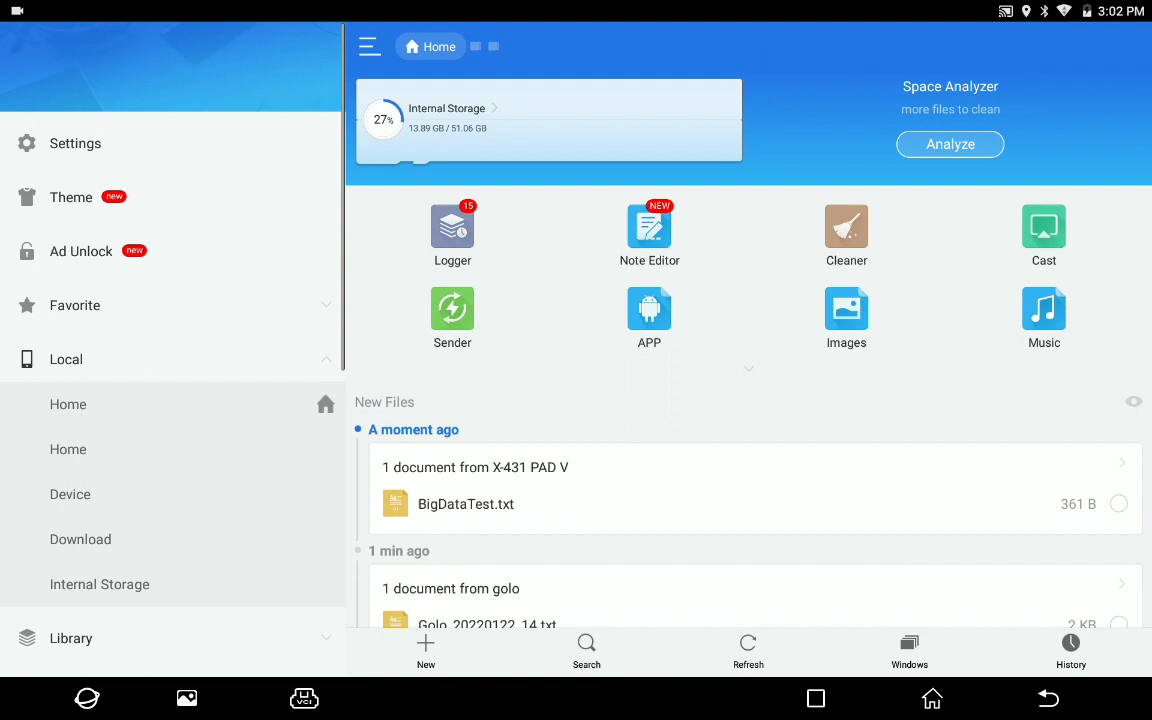 3:02 PM
Home
Internal Storage
27%
13.89 GB / 51.06 GB
Space Analyzer
more files to clean
Analyze
Settings
Theme new
Ad Unlock new
Favorite
Local
Home
Home
Device
Download
Internal Storage
Library
15
NEW
Logger
Note Editor
Cleaner
Cast
Sender
APP
Images
Music
New Files
A moment ago
1 document from X-431 PAD V
BigDataTest.txt
361 B
1 min ago
1 document from golo
Golo_20220122_14.txt
2 KB
New
Search
Refresh
Windows
History
VCI